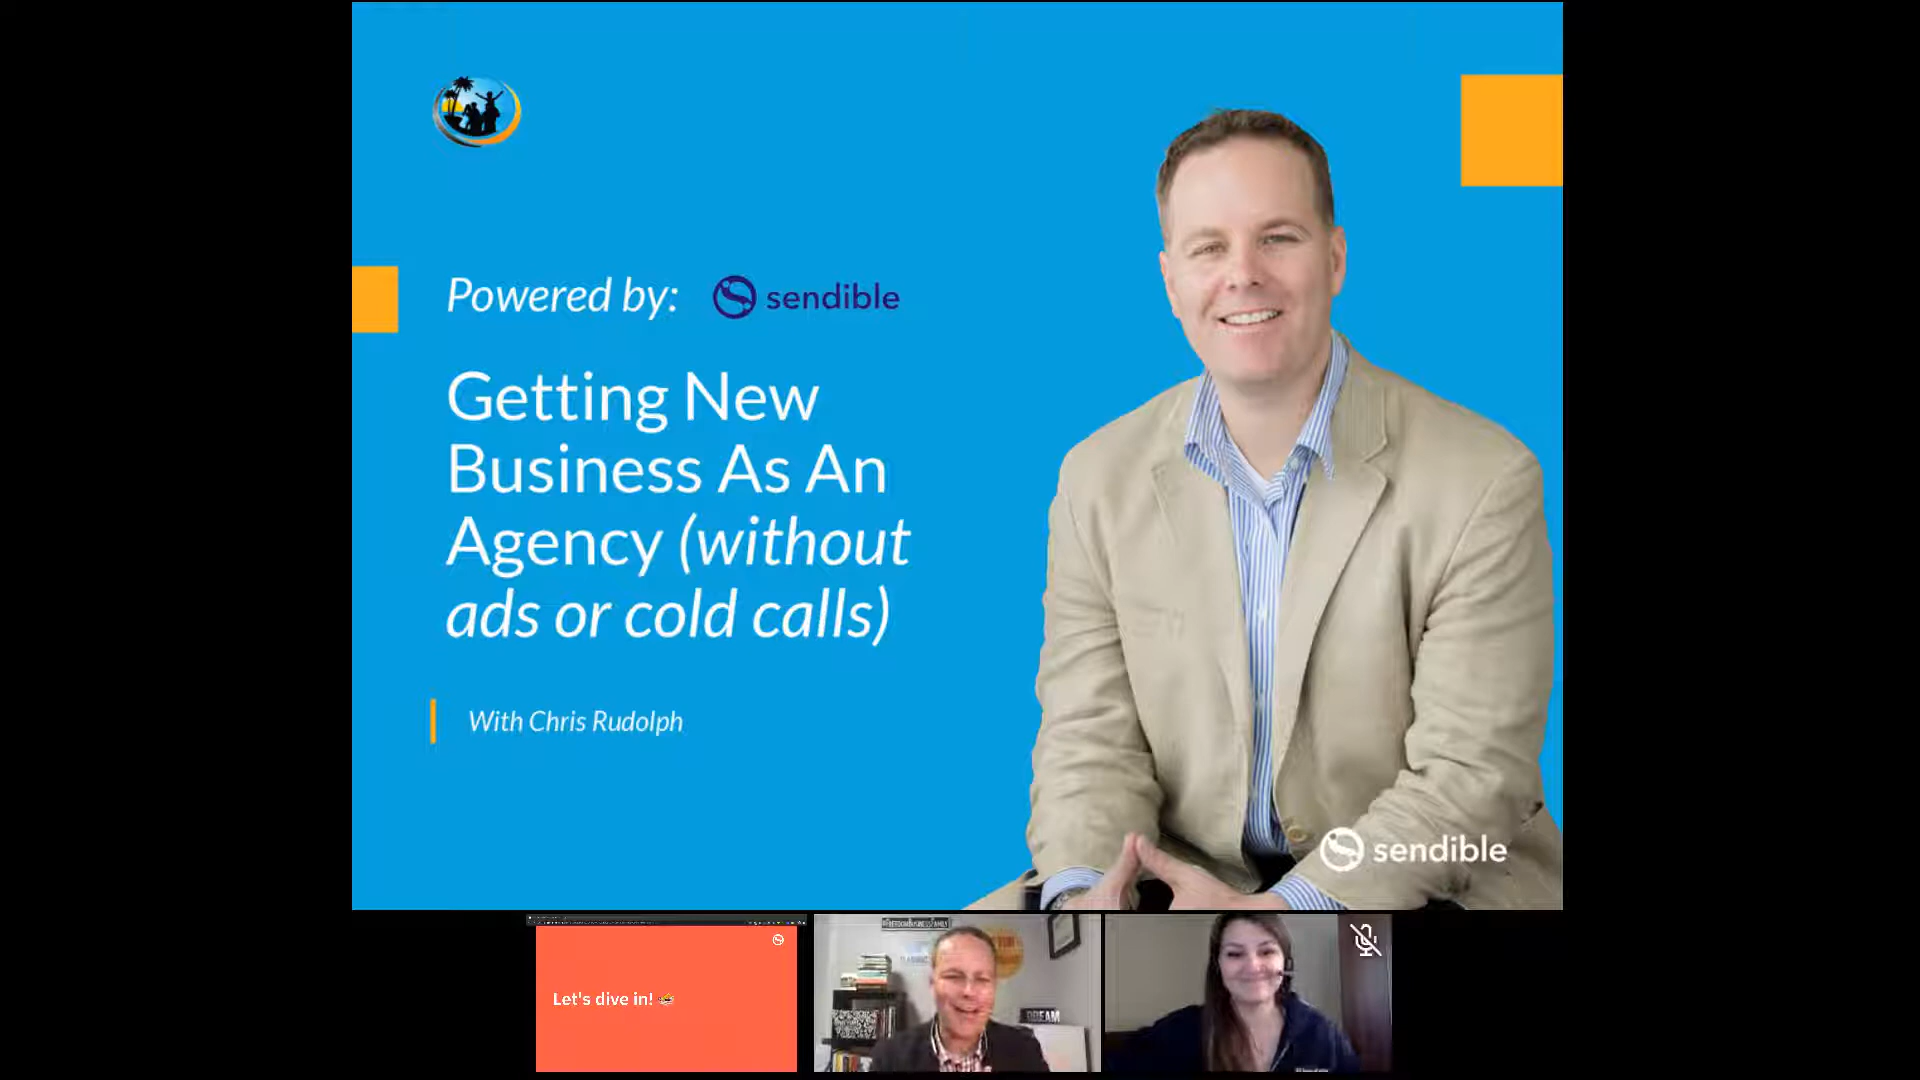 Powered by: sendible
Getting New
Business As An
Agency (without
ads or cold calls)
With Chris Rudolph
sendible
Let's dive in!
DREAM